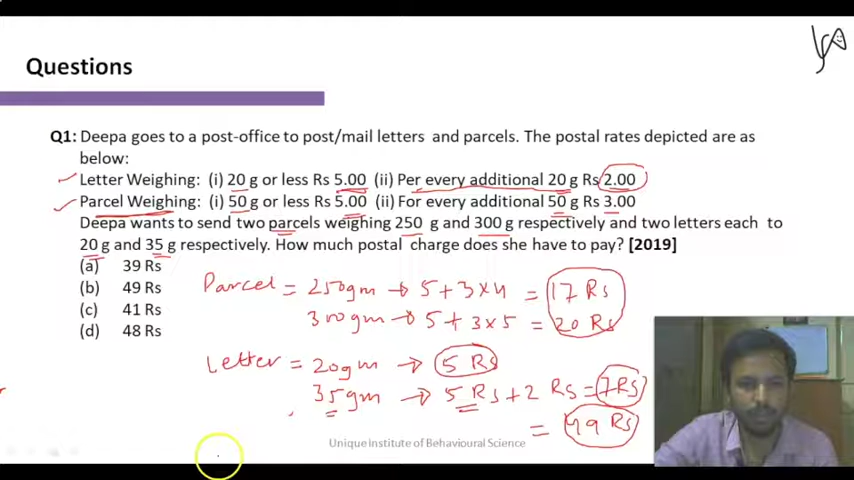 Questions
Q1: Deepa goes to a post-office to post/mail letters and parcels. The postal rates depicted are as
below:
Letter Weighing: (i) 20 g or less Rs 5.00 (ii) Per every additional 20 g Rs 2.00
Parcel Weighing: (i) 50 g or less Rs 5.00 (ii) For every additional 50 g Rs 3.00
Deepa wants to send two parcels weighing 250 g and 300 g respectively and two letters each to
20 g and 35 g respectively. How much postal charge does she have to pay? [2019]
(a) 39 Rs
(b) 49 Rs
(c) 41 Rs
(d) 48 Rs
Parcel = 250gm → 5+3×4 = 17 Rs
300gm → 5+3×5 = 20 Rs
Letter = 20gm → 5 Rs
35gm → 5 Rs+2 Rs = 7Rs
= 49 Rs
Unique Institute of Behavioural Science